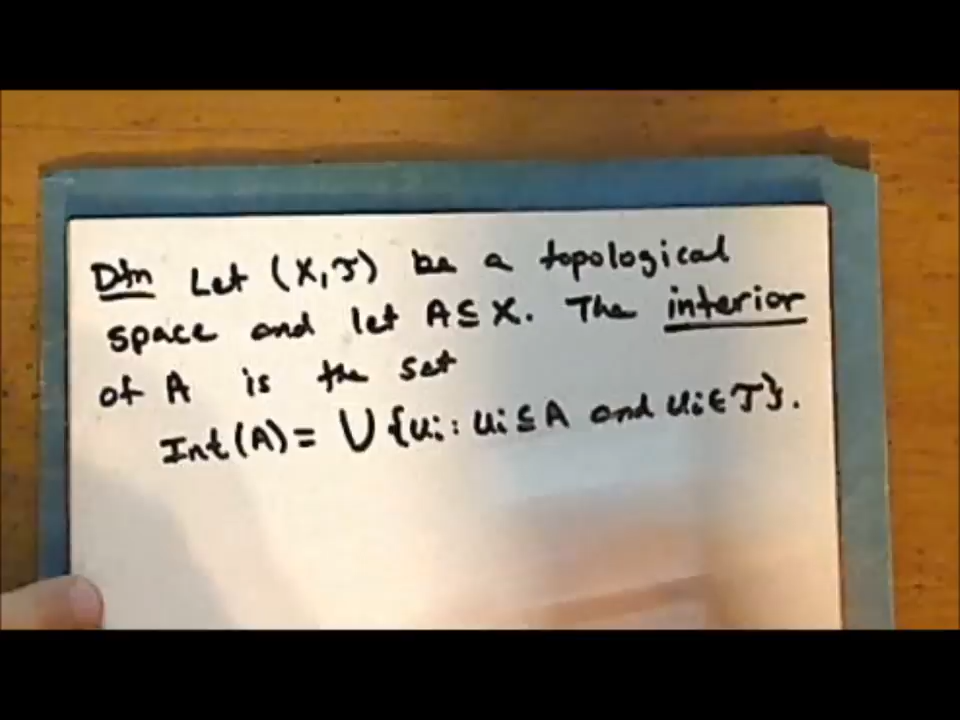 Dfn Let (X,𝒯) be a topological
space and let A⊆X. The interior
of A is the set
Int(A)= ∪{Ui: Ui⊆A and Ui∈𝒯}.